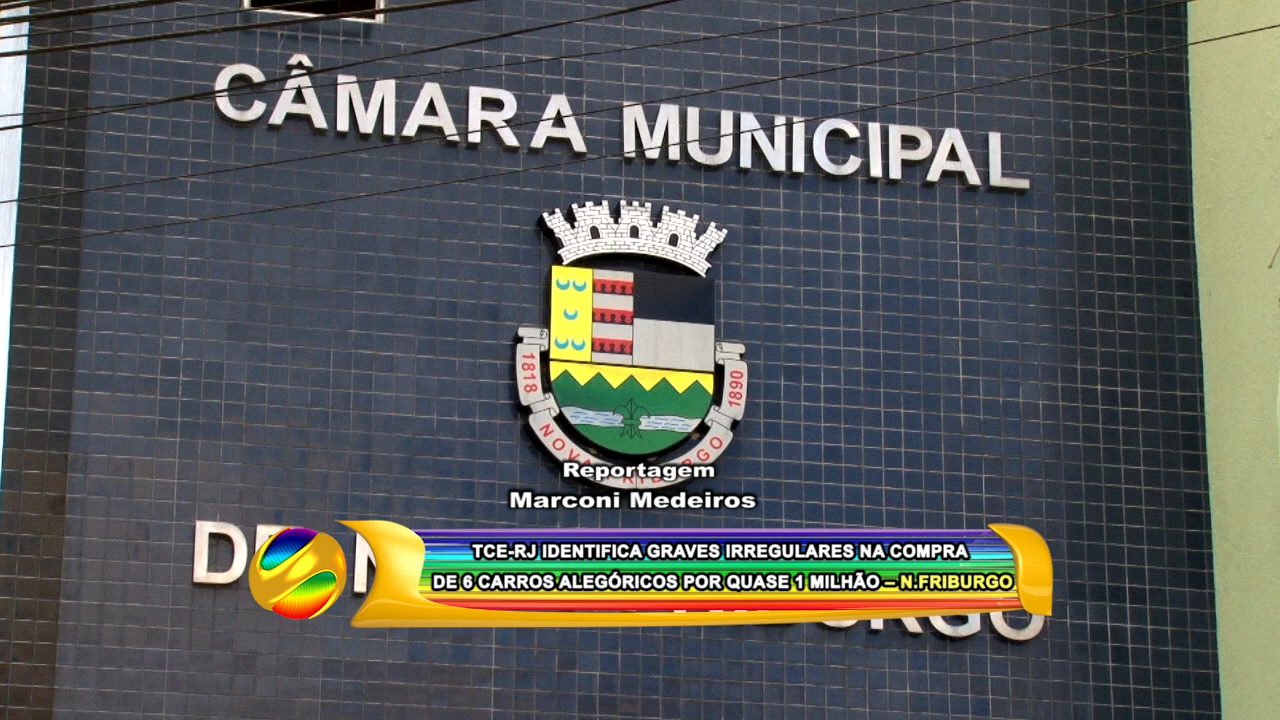 CÂMARA MUNICIPAL
1818
1890
Reportagem
Marconi Medeiros
TCE-RJ IDENTIFICA GRAVES IRREGULARES NA COMPRA
DE 6 CARROS ALEGÓRICOS POR QUASE 1 MILHÃO – N.FRIBURGO